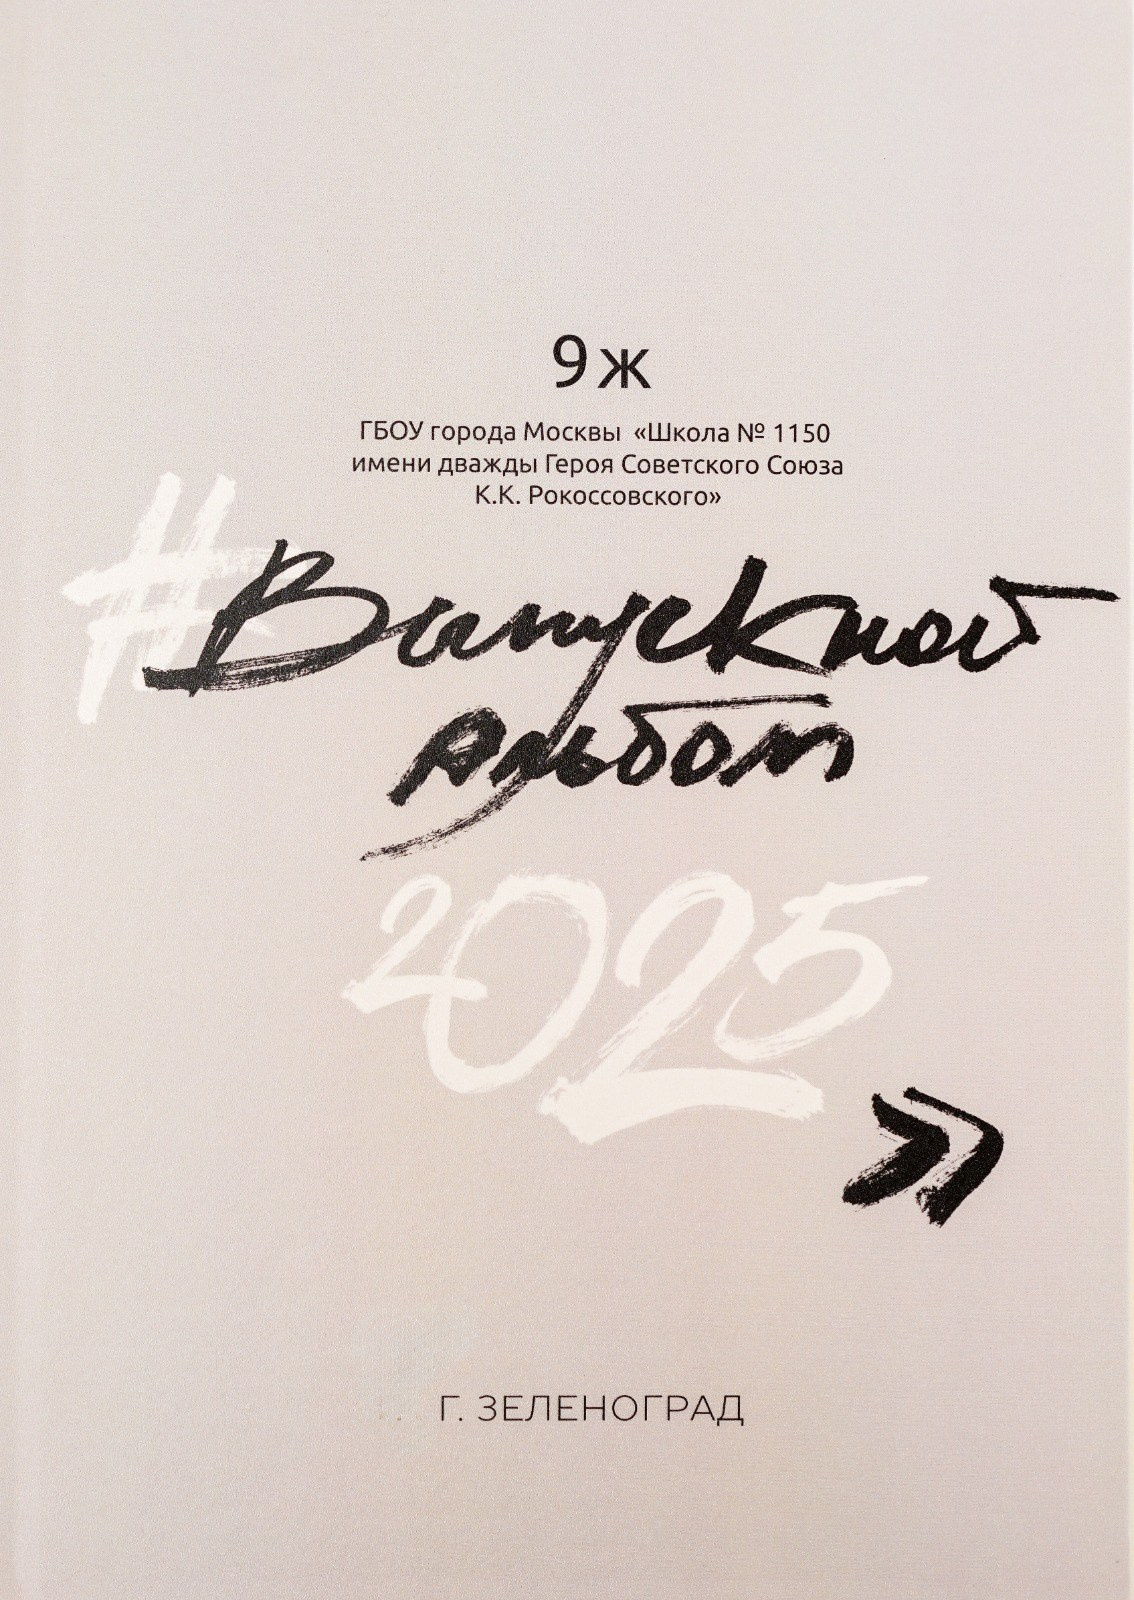 9 ж
ГБОУ города Москвы «Школа № 1150
имени дважды Героя Советского Союза
К.К. Рокоссовского»
#Выпускной
альбом
2025
»
Г. ЗЕЛЕНОГРАД